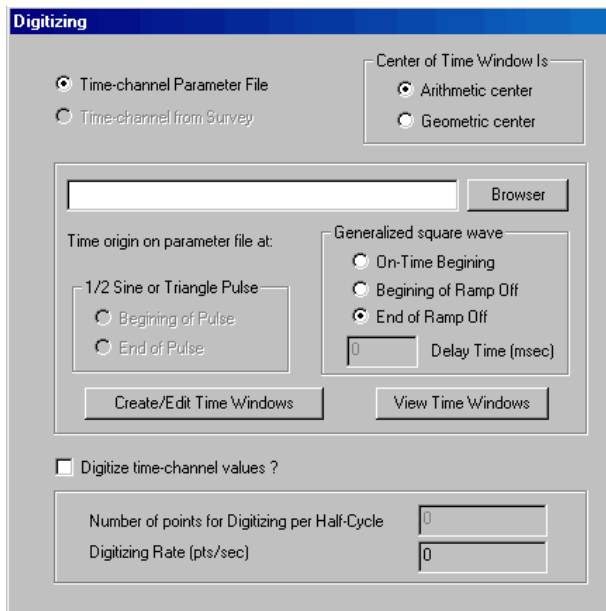 Digitizing
Time-channel Parameter File
Time-channel from Survey
Center of Time Window Is
Arithmetic center
Geometric center
Browser
Time origin on parameter file at:
1/2 Sine or Triangle Pulse
Begining of Pulse
End of Pulse
Generalized square wave
On-Time Begining
Begining of Ramp Off
End of Ramp Off
0 Delay Time (msec)
Create/Edit Time Windows
View Time Windows
Digitize time-channel values ?
Number of points for Digitizing per Half-Cycle 0
Digitizing Rate (pts/sec) 0